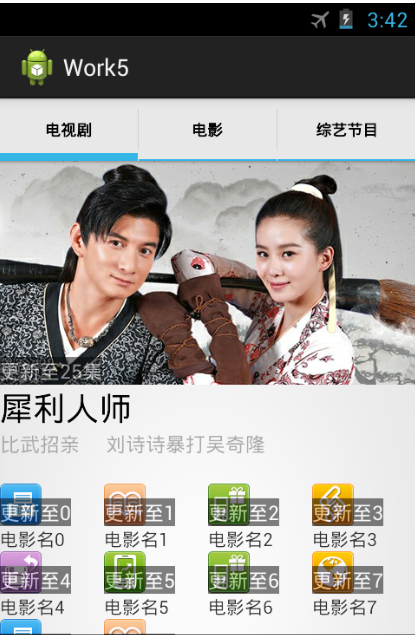 3:42
Work5
电视剧 电影 综艺节目
更新至25集
犀利人师
比武招亲 刘诗诗暴打吴奇隆
更新至0 更新至1 更新至2 更新至3
电影名0 电影名1 电影名2 电影名3
更新至4 更新至5 更新至6 更新至7
电影名4 电影名5 电影名6 电影名7